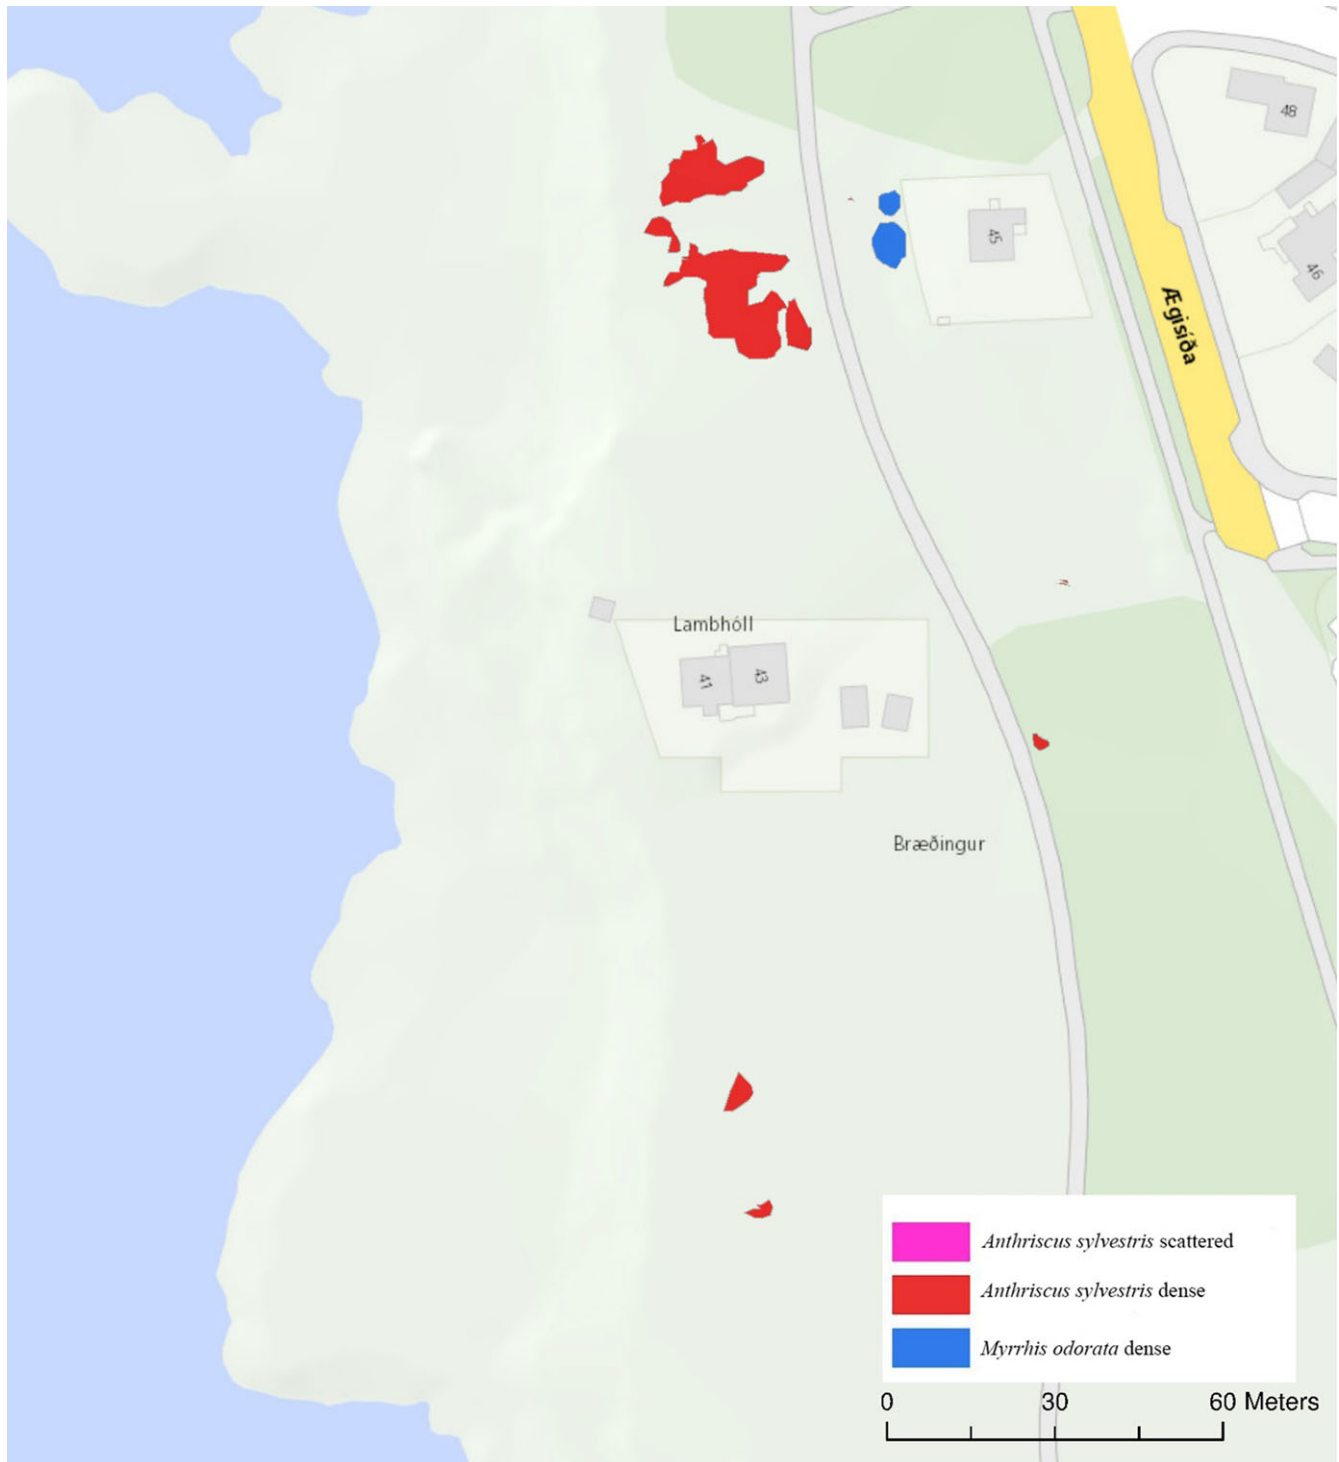 48
45
46
Ægisíða
Lambhóll
41
43
Bræðingur
Anthriscus sylvestris scattered
Anthriscus sylvestris dense
Myrrhis odorata dense
0 30 60 Meters